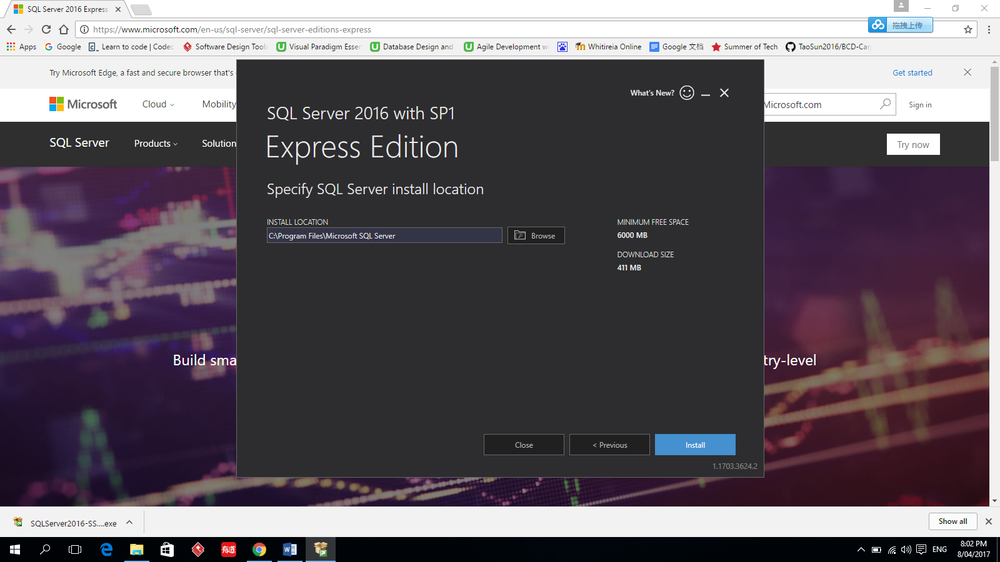 SQL Server 2016 Express
https://www.microsoft.com/en-us/sql-server/sql-server-editions-express
拖拽上传
Apps
Google
Learn to code | Codec
Software Design Tools
Visual Paradigm Essen
Database Design and
Agile Development w
Whitireia Online
Google 文档
Summer of Tech
TaoSun2016/BCD-Car
Try Microsoft Edge, a fast and secure browser that's
Get started
Microsoft
Cloud
Mobility
Microsoft.com
Sign in
SQL Server
Products
Solution
Try now
What's New?
SQL Server 2016 with SP1
Express Edition
Specify SQL Server install location
INSTALL LOCATION
C:\Program Files\Microsoft SQL Server
Browse
MINIMUM FREE SPACE
6000 MB
DOWNLOAD SIZE
411 MB
Build sma
try-level
Close
< Previous
Install
1.1703.3624.2
SQLServer2016-SS....exe
Show all
有道
ENG
8:02 PM
8/04/2017